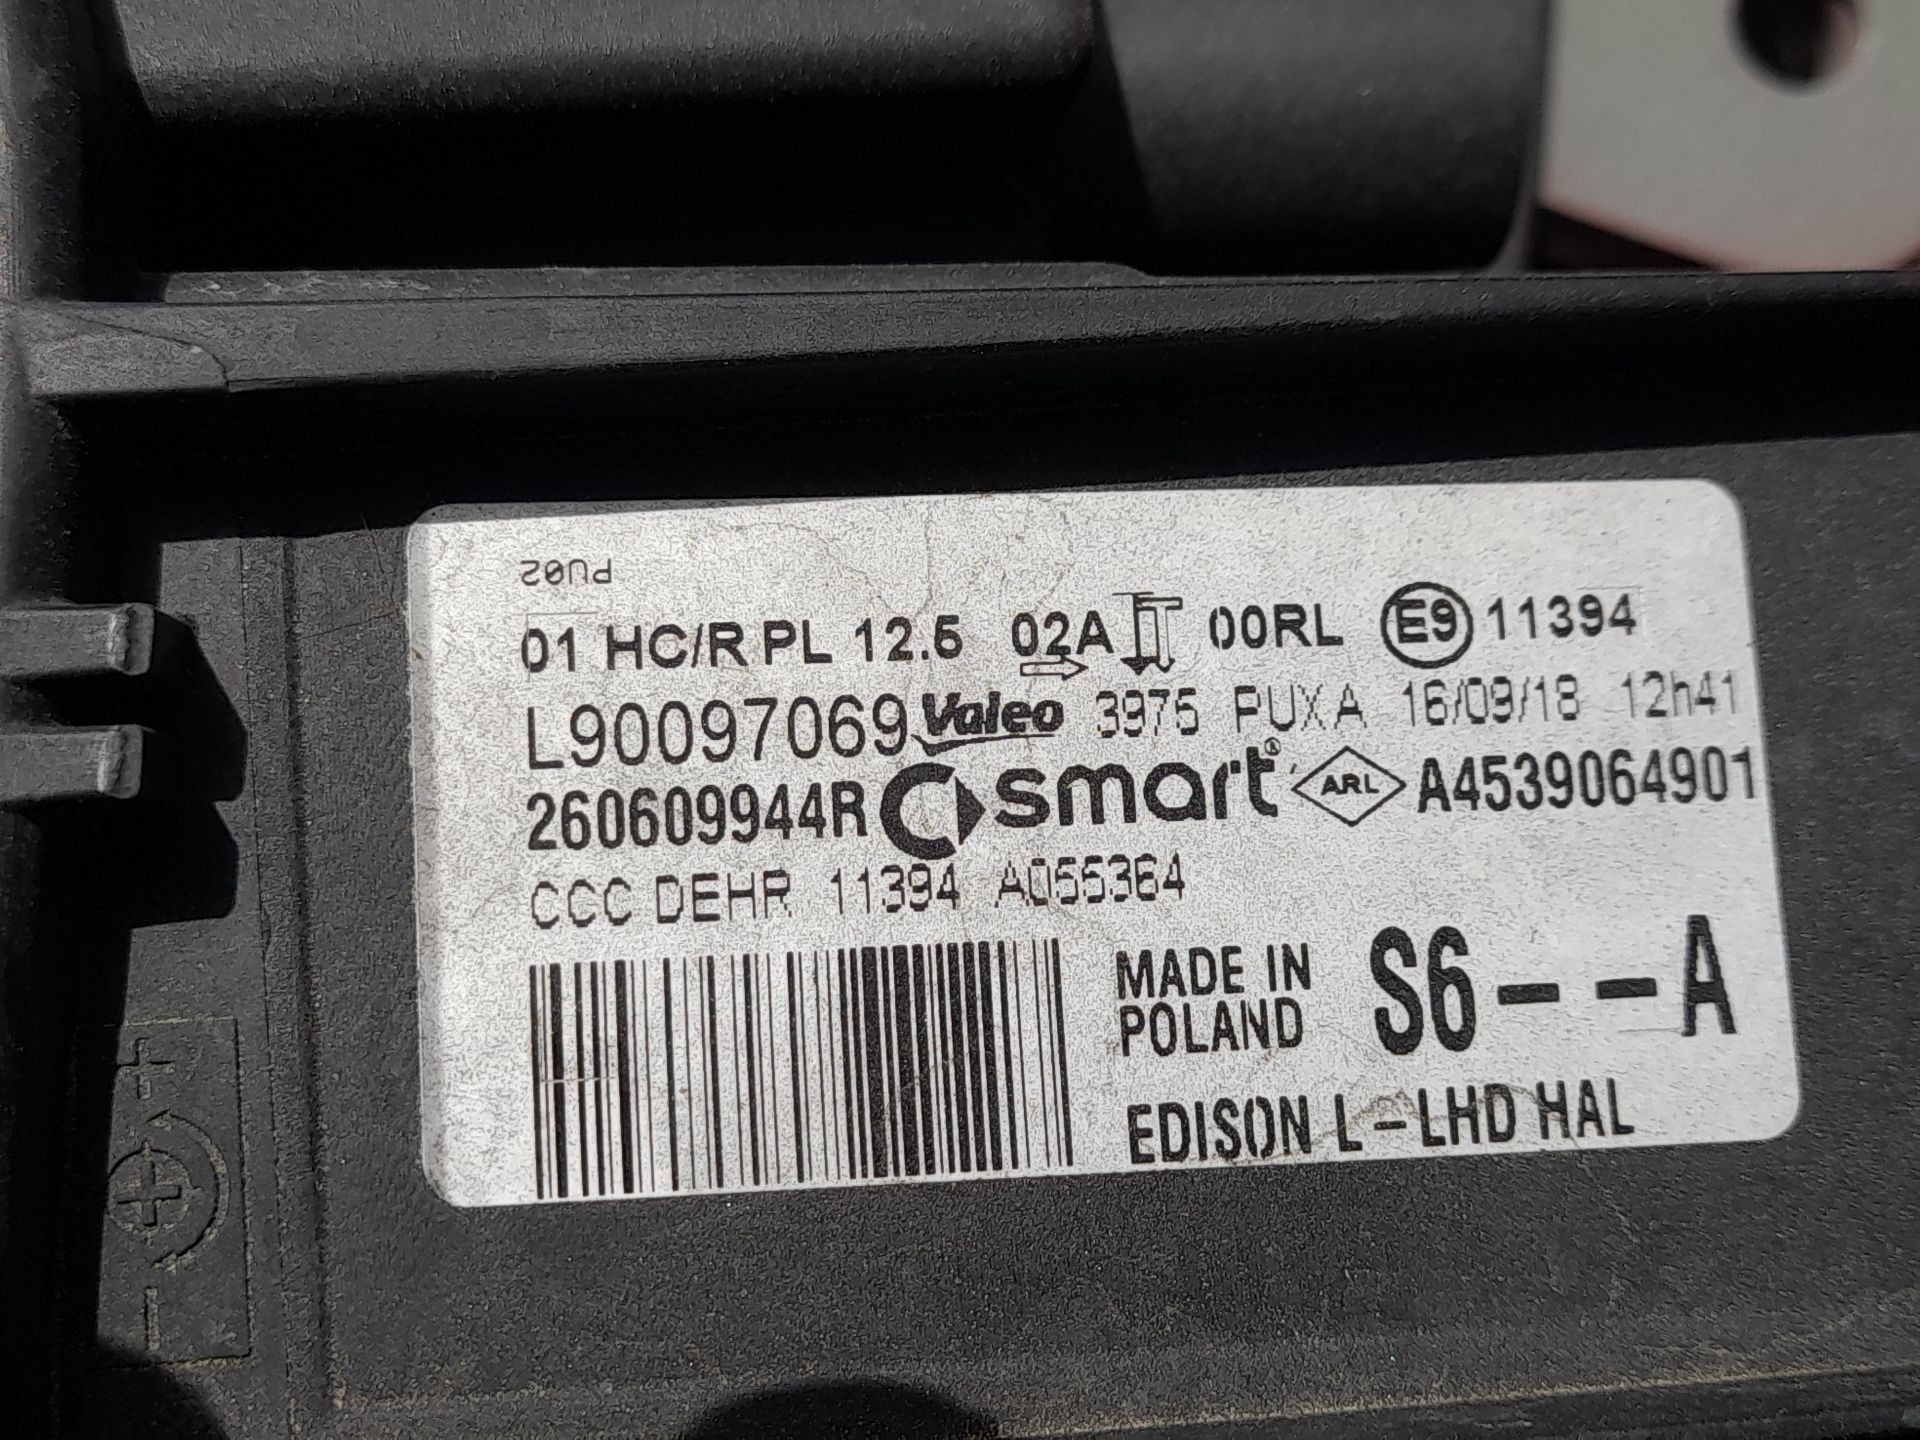 PU02
01 HC/R PL 12.5 02A 00RL E9 11394
L90097069 Valeo 3975 PUXA 16/09/18 12h41
260609944R smart® ARL A4539064901
CCC DEHR 11394 A055364
MADE IN POLAND S6--A
EDISON L-LHD HAL
+
-